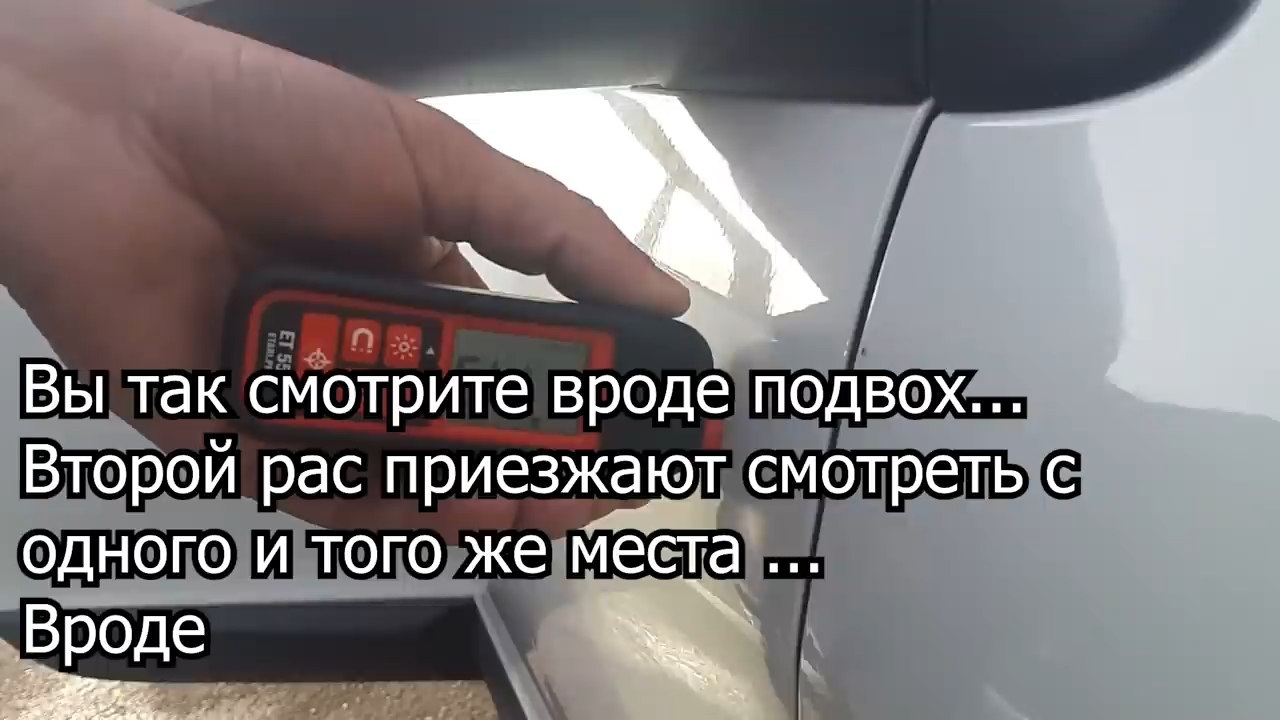 ET 55
Вы так смотрите вроде подвох...
Второй рас приезжают смотреть с
одного и того же места ...
Вроде